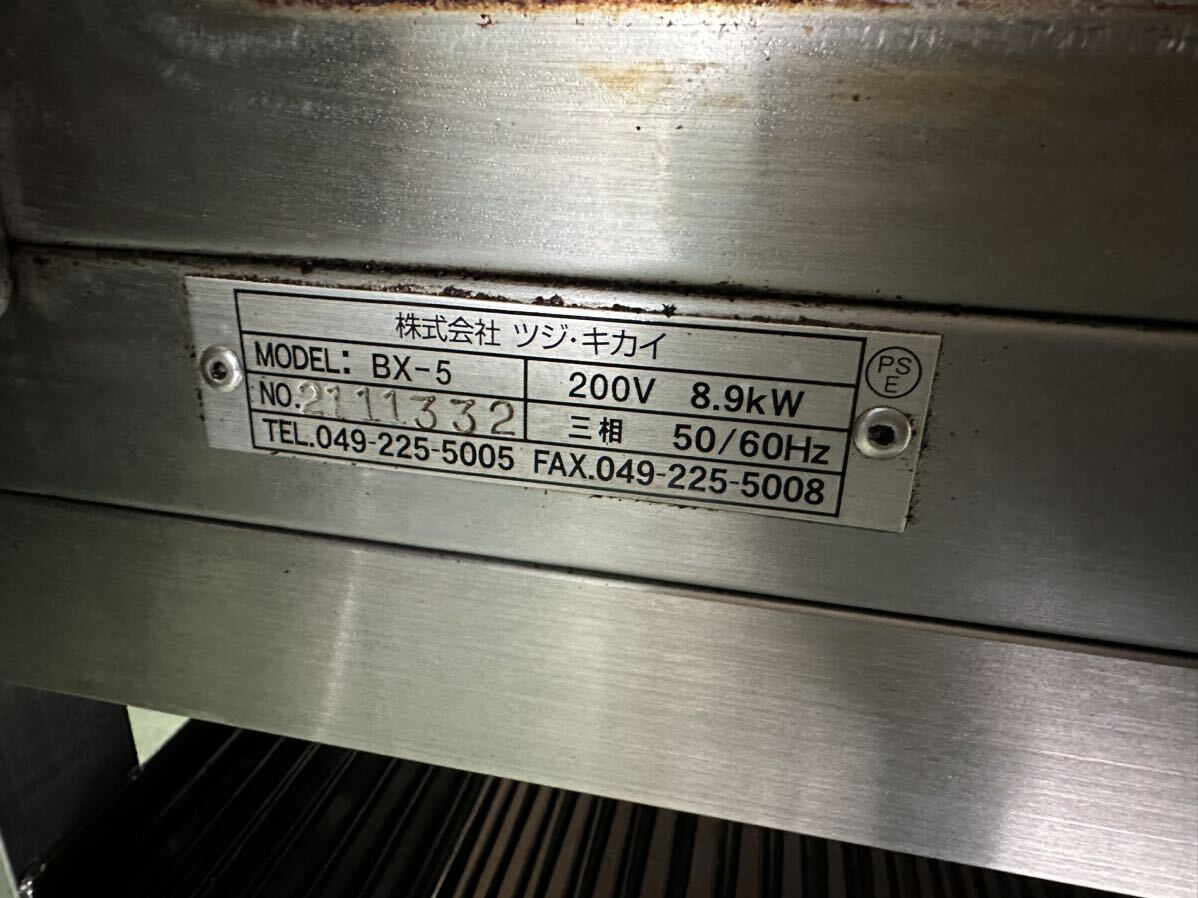 株式会社 ツジ・キカイ
MODEL: BX-5
200V 8.9kW
NO.2111332
三相 50/60Hz
TEL.049-225-5005 FAX.049-225-5008
PS
E